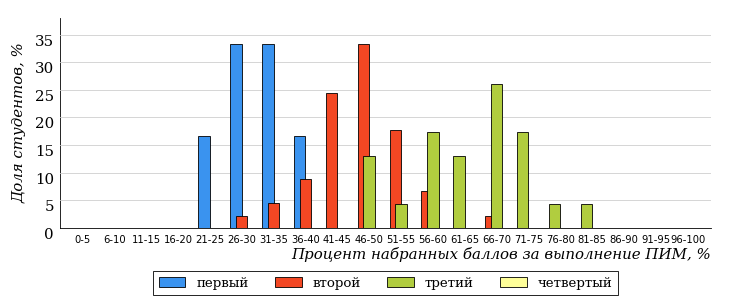 Доля студентов, %
35
30
25
20
15
10
5
0
0-5 6-10 11-15 16-20 21-25 26-30 31-35 36-40 41-45 46-50 51-55 56-60 61-65 66-70 71-75 76-80 81-85 86-90 91-95 96-100
Процент набранных баллов за выполнение ПИМ, %
первый второй третий четвертый